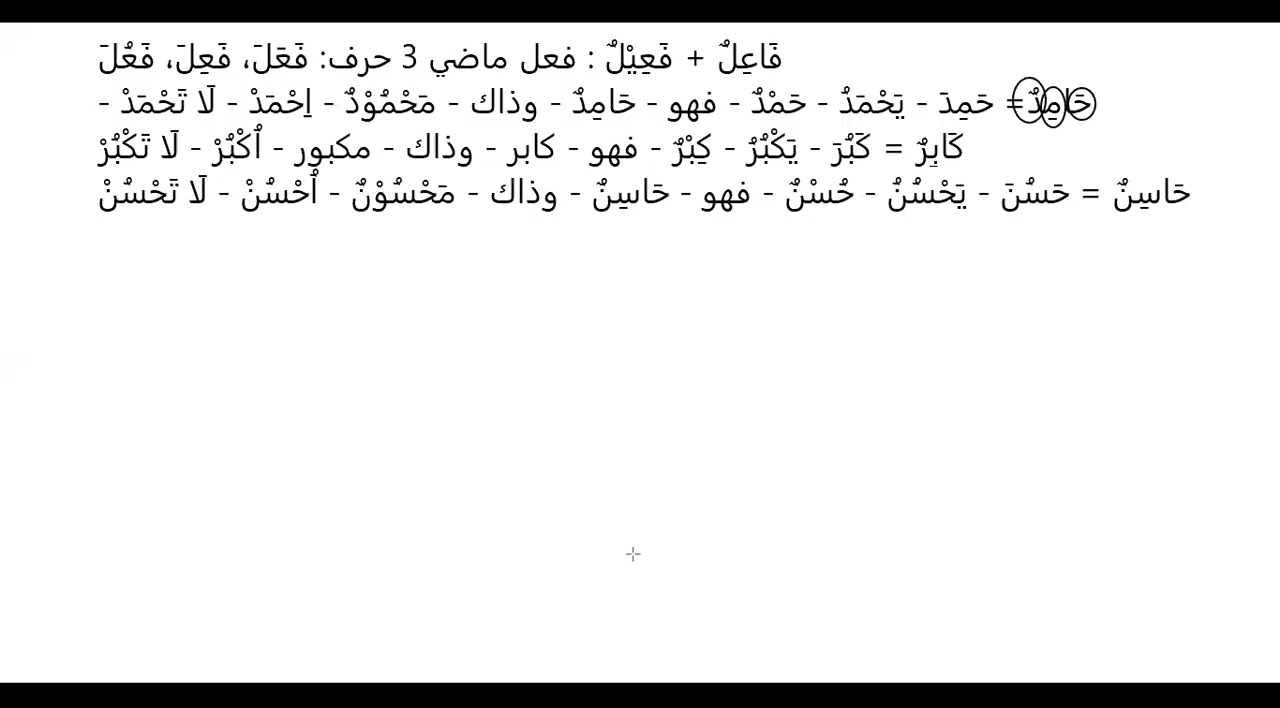 فَاعِلٌ + فَعِيْلٌ : فعل ماضي 3 حرف: فَعَلَ، فَعِلَ، فَعُلَ
حَامِدٌ = حَمِدَ - يَحْمَدُ - حَمْدٌ - فهو - حَامِدٌ - وذاك - مَحْمُوْدٌ - اِحْمَدْ - لَا تَحْمَدْ -
كَابِرٌ = كَبُرَ - يَكْبُرُ - كِبْرٌ - فهو - كابر - وذاك - مكبور - اُكْبُرْ - لَا تَكْبُرْ
حَاسِنٌ = حَسُنَ - يَحْسُنُ - حُسْنٌ - فهو - حَاسِنٌ - وذاك - مَحْسُوْنٌ - اُحْسُنْ - لَا تَحْسُنْ